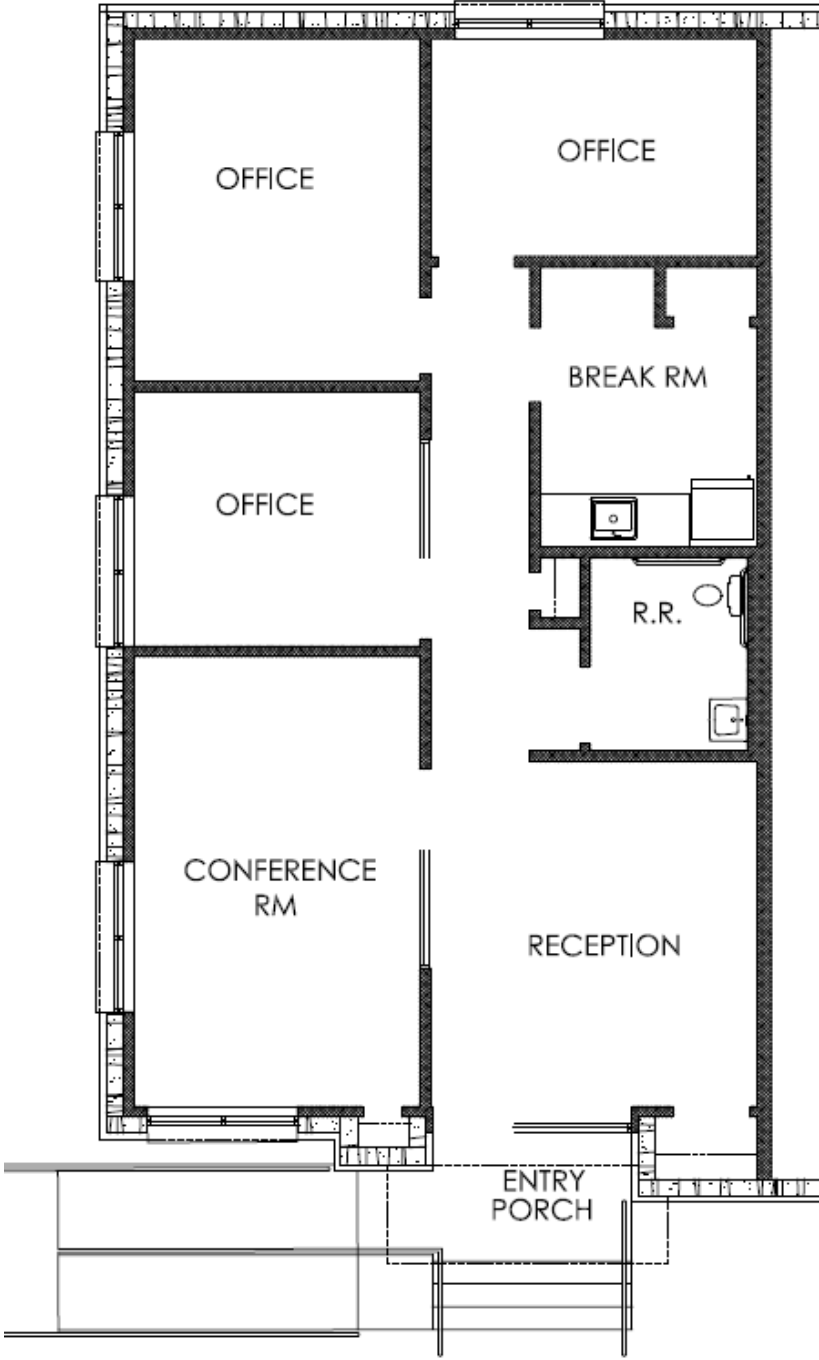 OFFICE
OFFICE
BREAK RM
OFFICE
R.R.
CONFERENCE
RM
RECEPTION
ENTRY
PORCH